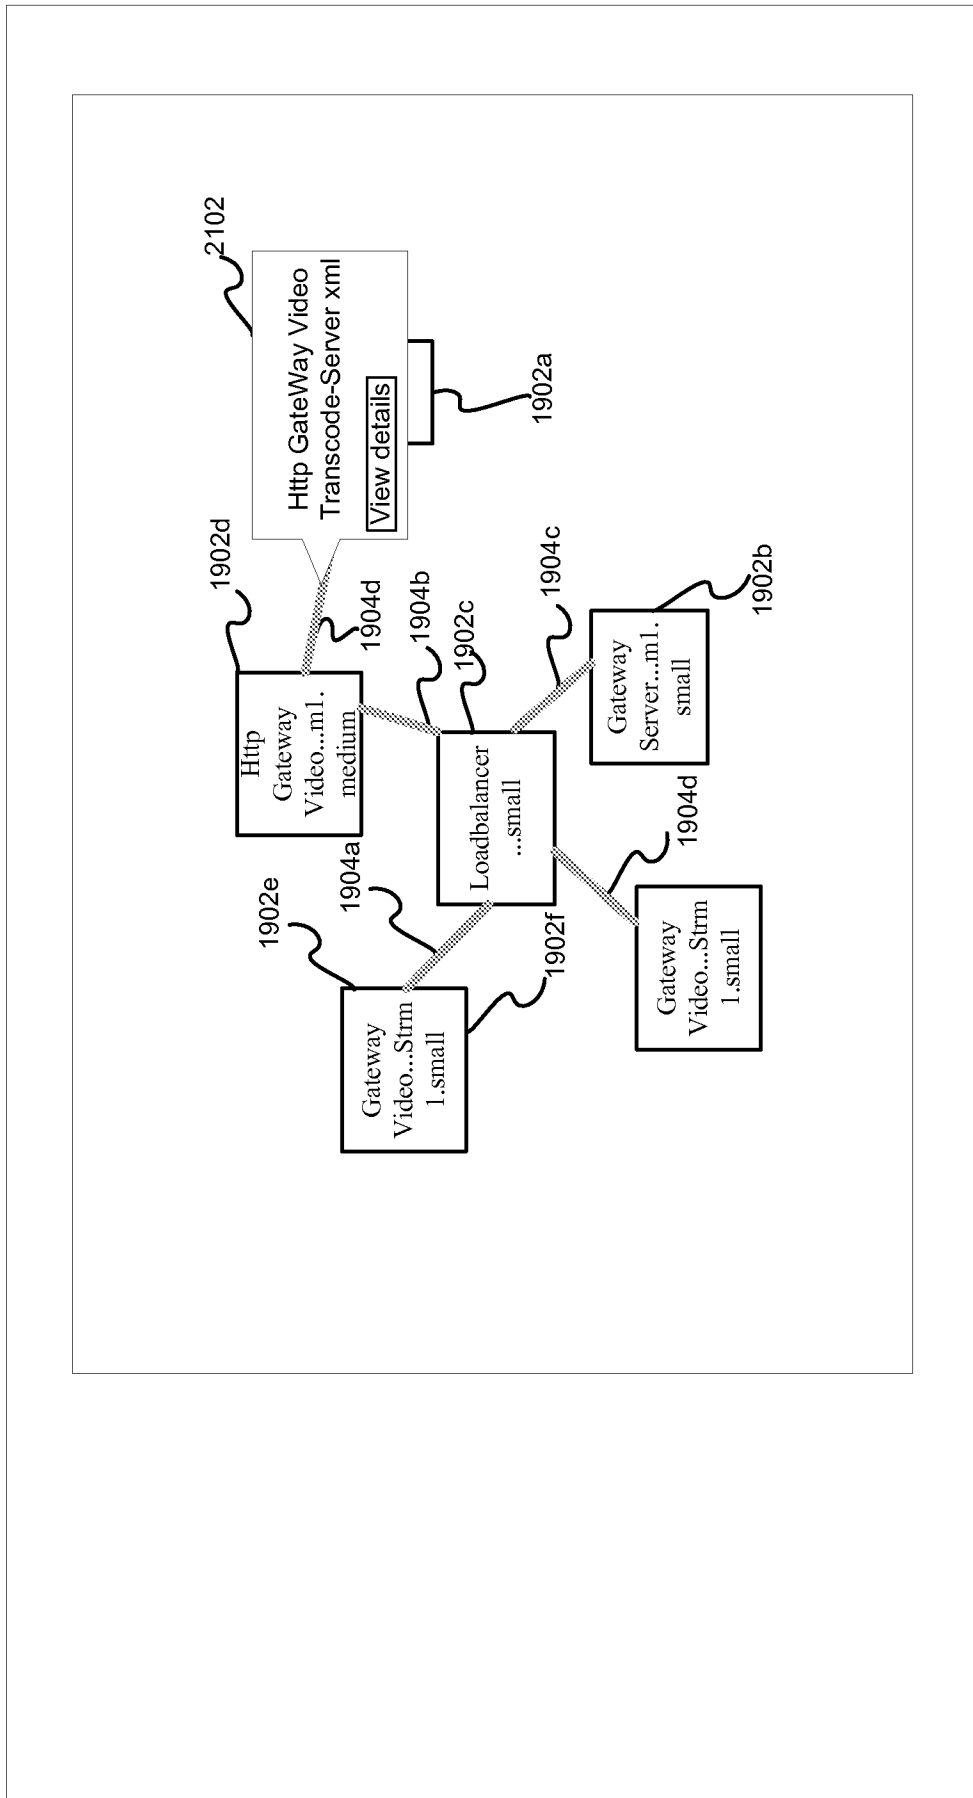 2102
Http GateWay Video
Transcode-Server xml
View details
1902a
1902d
1904d
1904b
1902c
1904c
1902b
Http
Gateway
Video...m1.
medium
Loadbalancer
...small
Gateway
Server...m1.
small
1904a
1902e
1902f
1904d
Gateway
Video...Strm
1.small
Gateway
Video...Strm
1.small